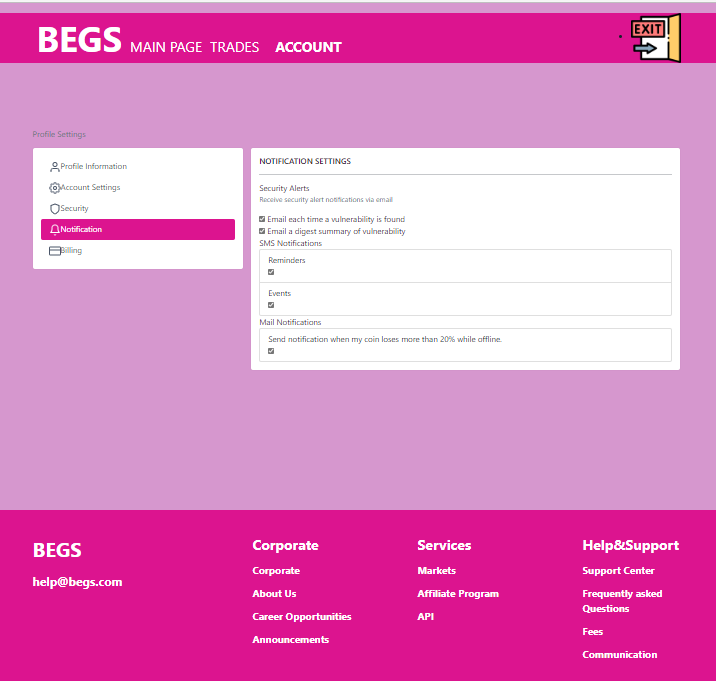 BEGS MAIN PAGE TRADES ACCOUNT
EXIT
Profile Settings
Profile Information
Account Settings
Security
Notification
Billing
NOTIFICATION SETTINGS
Security Alerts
Receive security alert notifications via email
Email each time a vulnerability is found
Email a digest summary of vulnerability
SMS Notifications
Reminders
Events
Mail Notifications
Send notification when my coin loses more than 20% while offline.
BEGS
help@begs.com
Corporate
Corporate
About Us
Career Opportunities
Announcements
Services
Markets
Affiliate Program
API
Help&Support
Support Center
Frequently asked
Questions
Fees
Communication